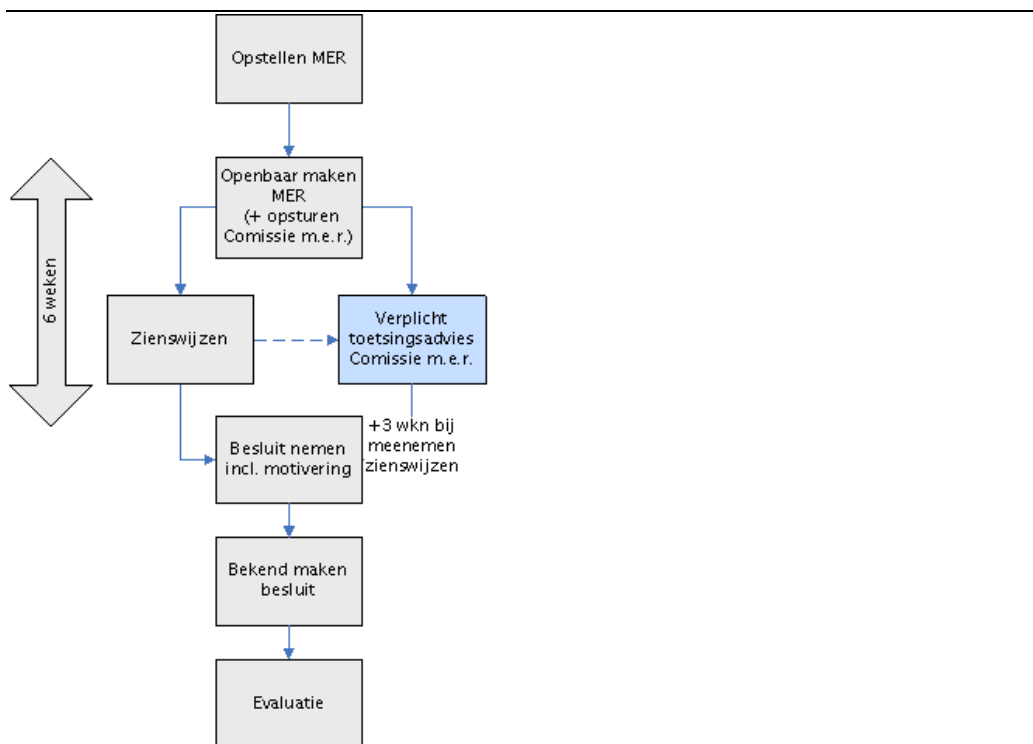 Opstellen MER
Openbaar maken
MER
(+ opsturen
Comissie m.e.r.)
6 weken
Zienswijzen
Verplicht
toetsingsadvies
Comissie m.e.r.
+3 wkn bij
meenemen
zienswijzen
Besluit nemen
incl. motivering
Bekend maken
besluit
Evaluatie